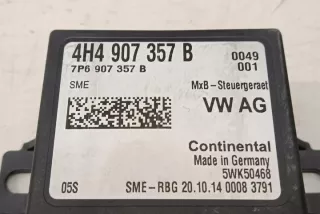 4H4 907 357 B 0049
7P6 907 357 B 001
SME MxB-Steuergeraet
VW AG
Continental
Made in Germany
5WK50468
05S SME-RBG 20.10.14 0008 3791